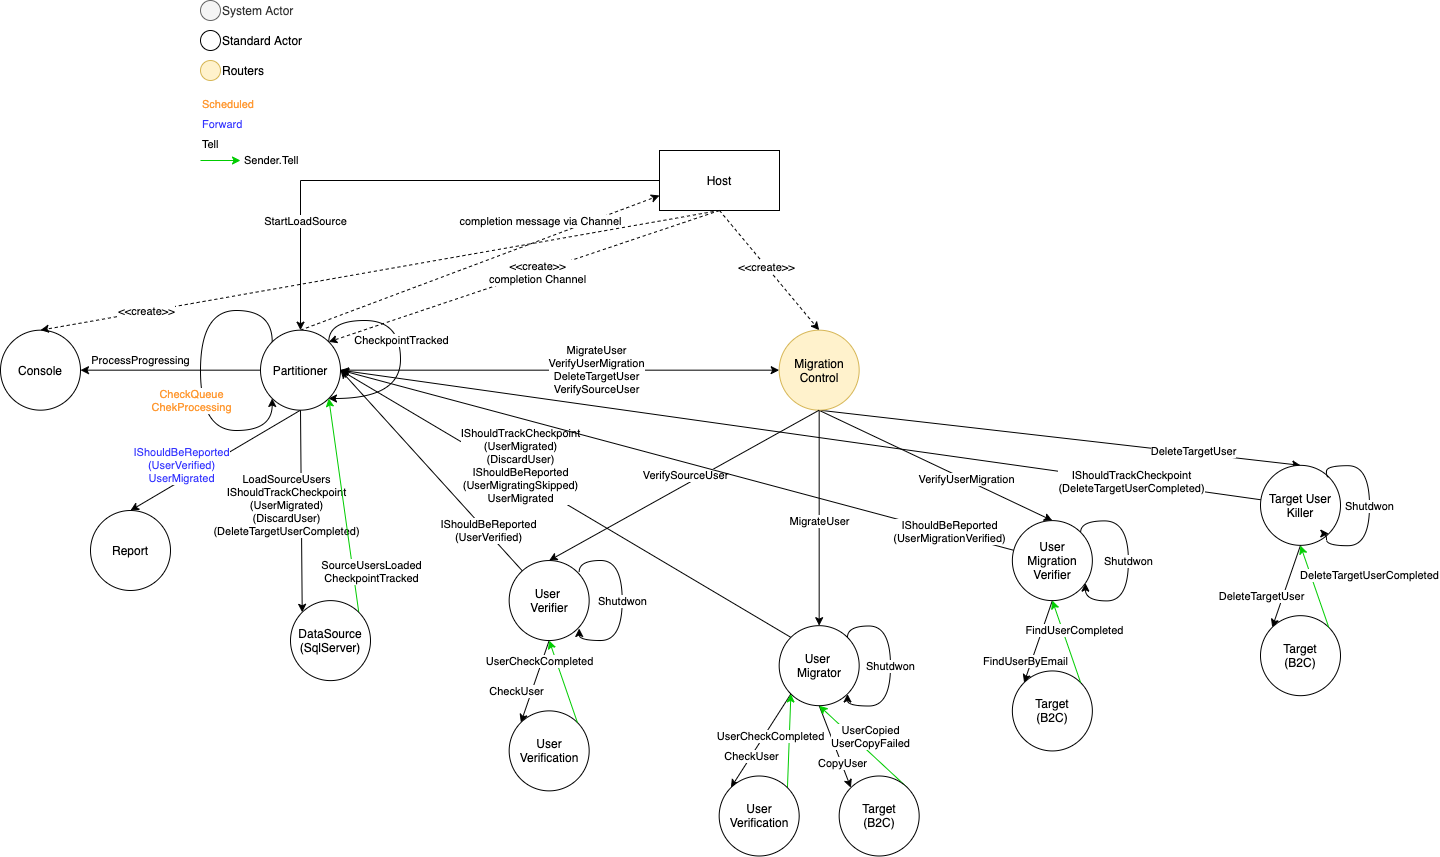 System Actor
Standard Actor
Routers
Scheduled
Forward
Tell
Sender.Tell
Host
StartLoadSource
completion message via Channel
<<create>>
completion Channel
<<create>>
<<create>>
CheckpointTracked
Console
ProcessProgressing
Partitioner
MigrateUser
VerifyUserMigration
DeleteTargetUser
VerifySourceUser
Migration
Control
CheckQueue
ChekProcessing
IShouldBeReported
(UserVerified)
UserMigrated
LoadSourceUsers
IShouldTrackCheckpoint
(UserMigrated)
(DiscardUser)
(DeleteTargetUserCompleted)
IShouldTrackCheckpoint
(UserMigrated)
(DiscardUser)
IShouldBeReported
(UserMigratingSkipped)
UserMigrated
VerifySourceUser
VerifyUserMigration
DeleteTargetUser
IShouldTrackCheckpoint
(DeleteTargetUserCompleted)
Target User
Killer
Shutdwon
MigrateUser
IShouldBeReported
(UserVerified)
IShouldBeReported
(UserMigrationVerified)
Report
SourceUsersLoaded
CheckpointTracked
User
Verifier
Shutdwon
User
Migration
Verifier
Shutdwon
DeleteTargetUserCompleted
DeleteTargetUser
DataSource
(SqlServer)
UserCheckCompleted
CheckUser
User
Migrator
Shutdwon
FindUserCompleted
FindUserByEmail
Target
(B2C)
Target
(B2C)
User
Verification
UserCheckCompleted
CheckUser
UserCopied
UserCopyFailed
CopyUser
User
Verification
Target
(B2C)